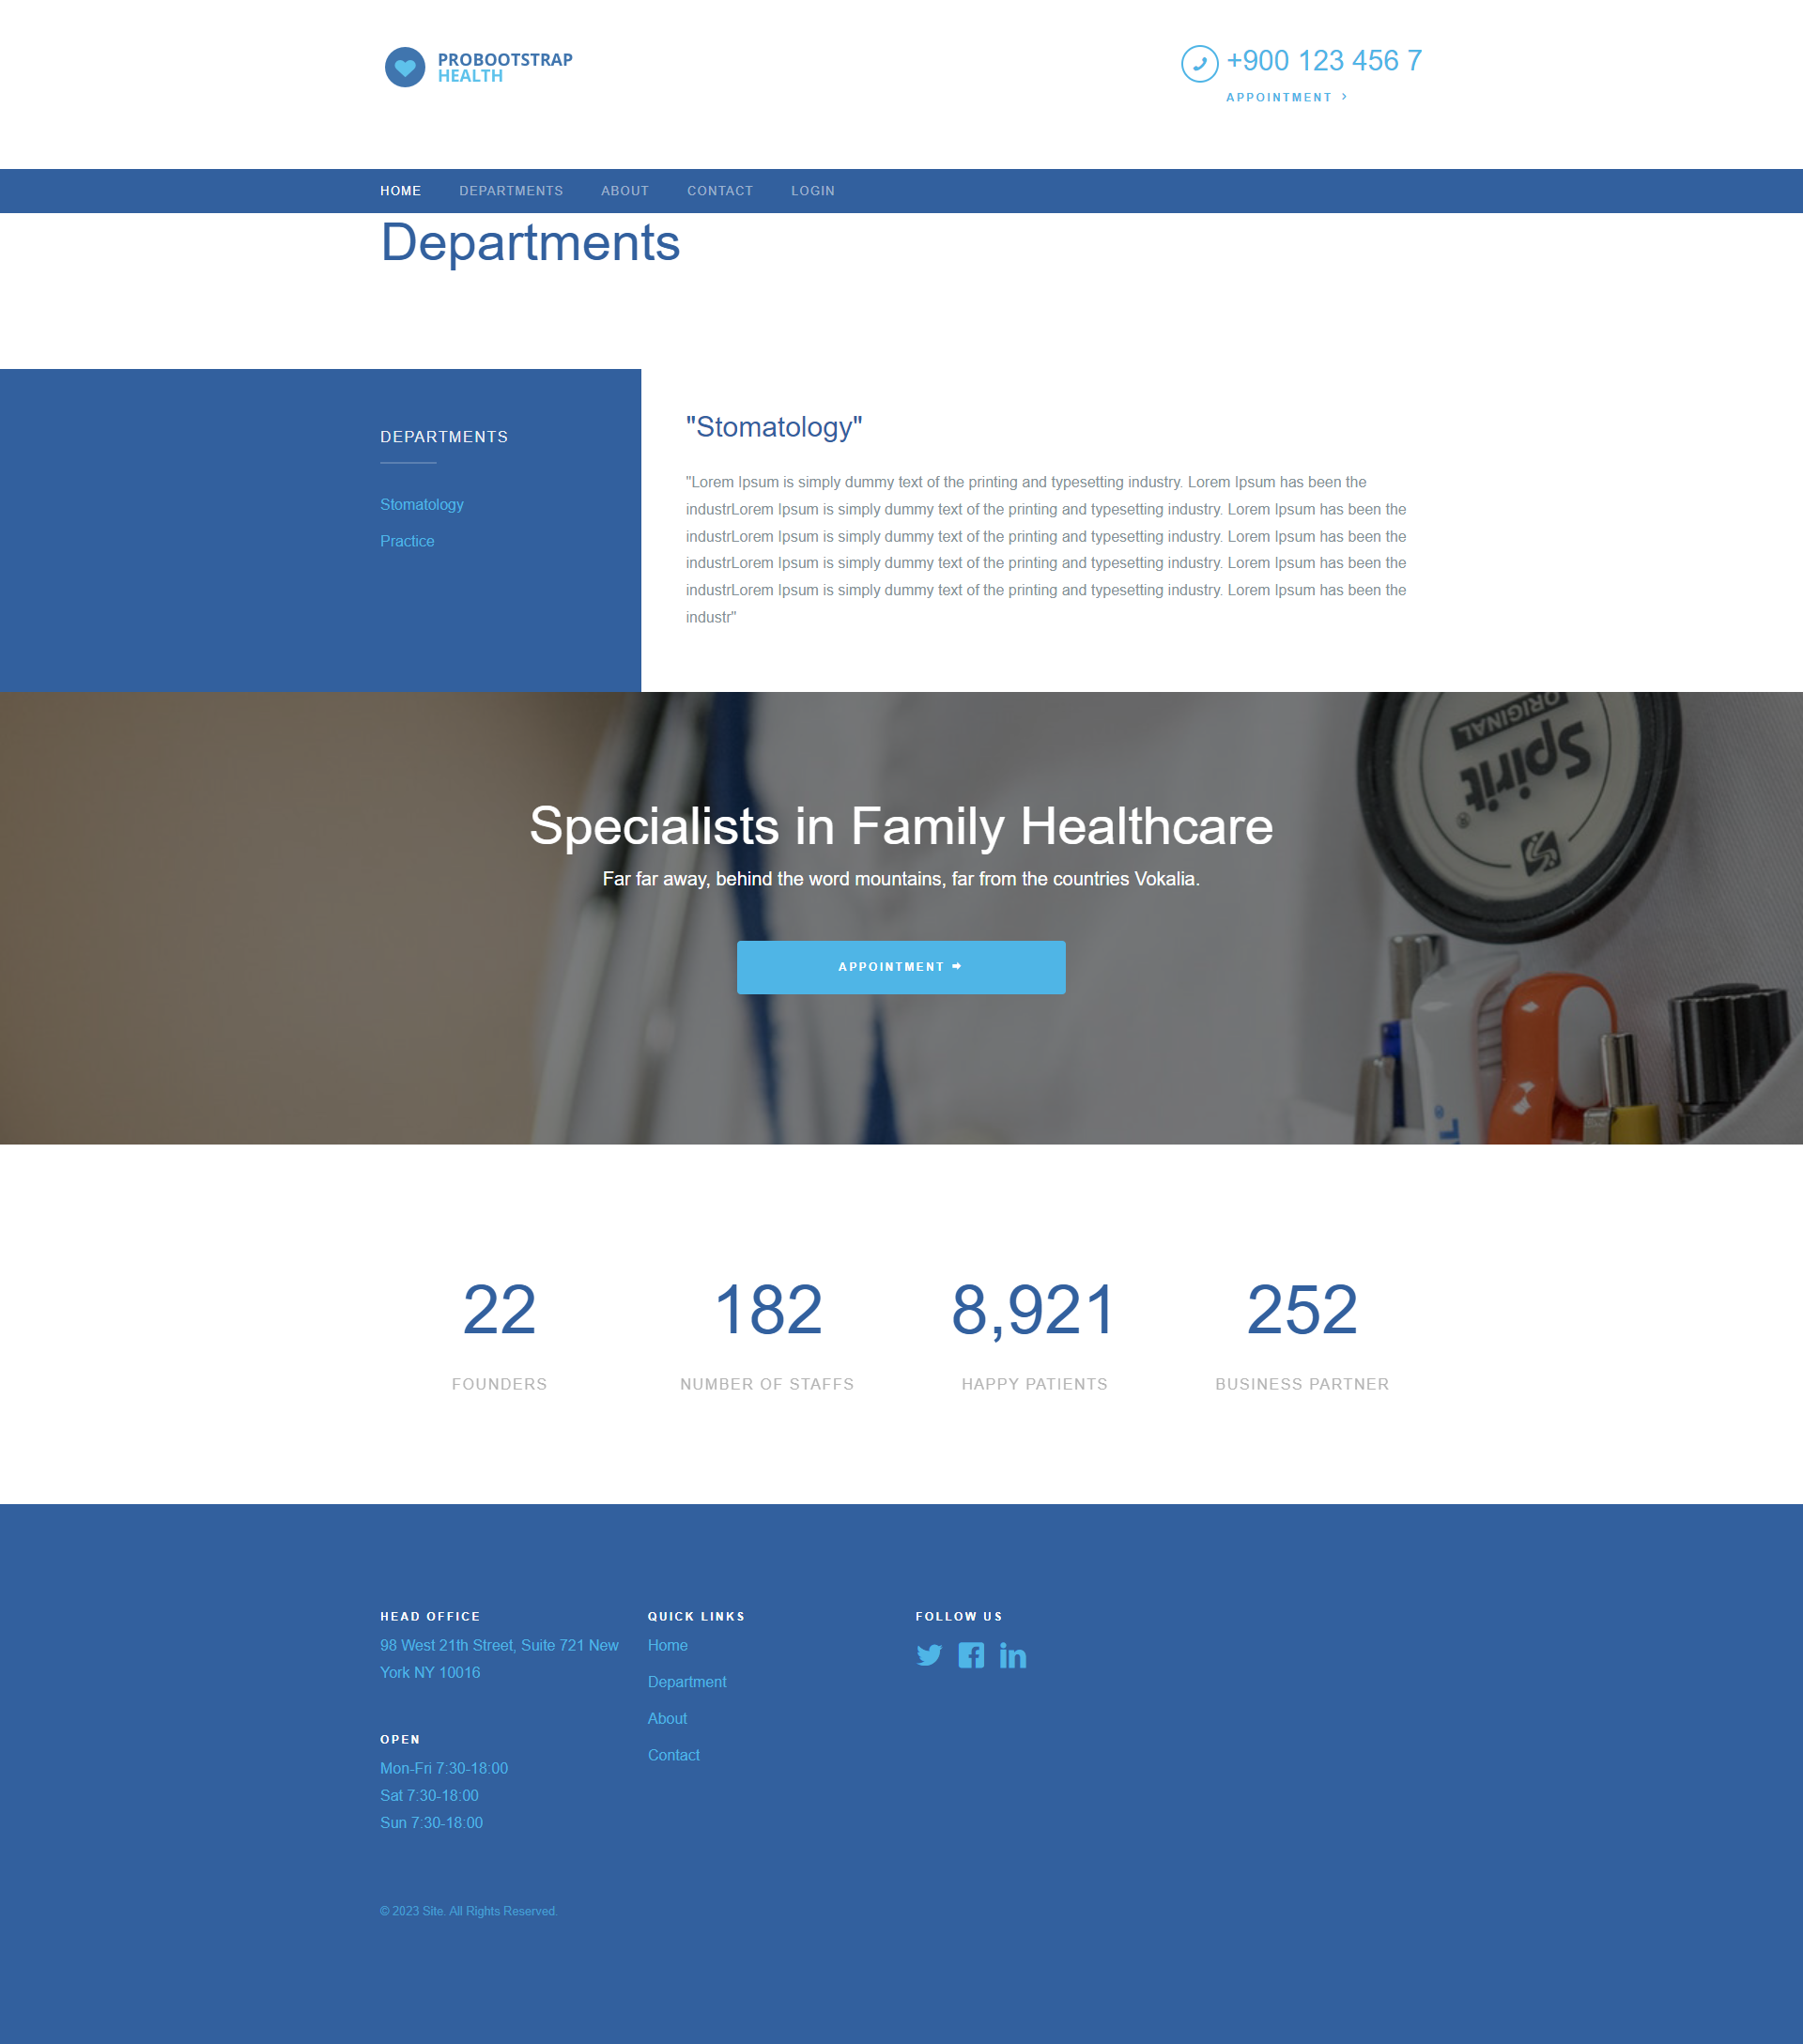 PROBOOTSTRAP
HEALTH
+900 123 456 7
APPOINTMENT
HOME DEPARTMENTS ABOUT CONTACT LOGIN
Departments
DEPARTMENTS
Stomatology
Practice
"Stomatology"
"Lorem Ipsum is simply dummy text of the printing and typesetting industry. Lorem Ipsum has been the
industrLorem Ipsum is simply dummy text of the printing and typesetting industry. Lorem Ipsum has been the
industrLorem Ipsum is simply dummy text of the printing and typesetting industry. Lorem Ipsum has been the
industrLorem Ipsum is simply dummy text of the printing and typesetting industry. Lorem Ipsum has been the
industrLorem Ipsum is simply dummy text of the printing and typesetting industry. Lorem Ipsum has been the
industr"
ORIGINAL
Spirit®
Specialists in Family Healthcare
Far far away, behind the word mountains, far from the countries Vokalia.
APPOINTMENT
22
FOUNDERS
182
NUMBER OF STAFFS
8,921
HAPPY PATIENTS
252
BUSINESS PARTNER
HEAD OFFICE
98 West 21th Street, Suite 721 New
York NY 10016
OPEN
Mon-Fri 7:30-18:00
Sat 7:30-18:00
Sun 7:30-18:00
QUICK LINKS
Home
Department
About
Contact
FOLLOW US
© 2023 Site. All Rights Reserved.